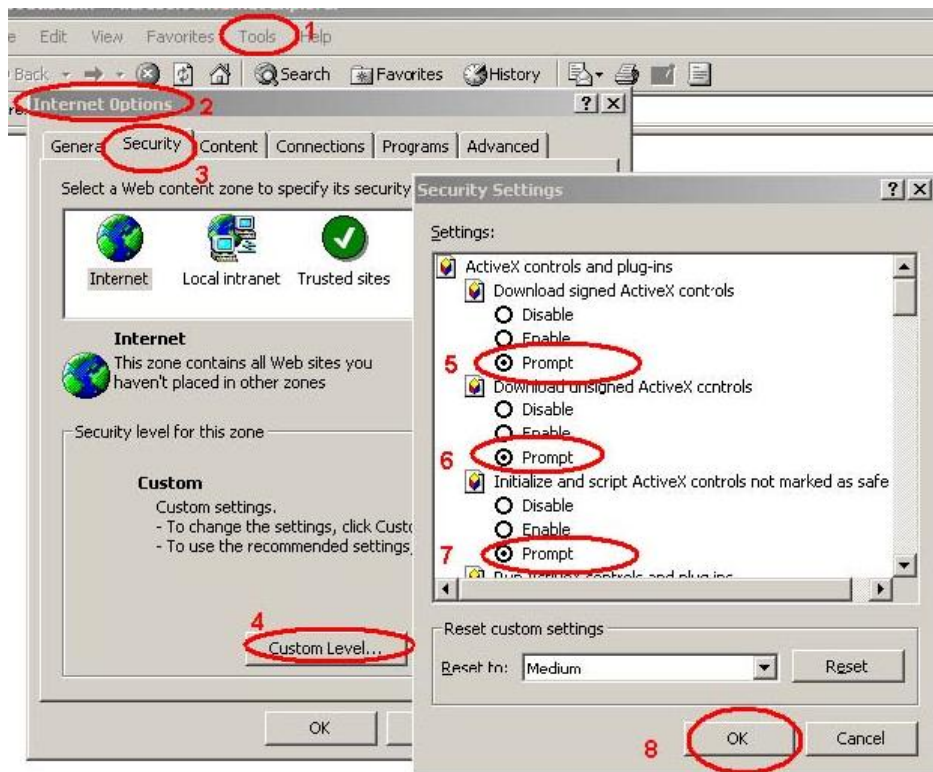 e Edit View Favorites Tools 1 Help
Back Search Favorites History
Internet Options 2
General Security Content Connections Programs Advanced
3
Select a Web content zone to specify its security
Internet Local intranet Trusted sites
Internet
This zone contains all Web sites you
haven't placed in other zones
Security level for this zone
Custom
Custom settings.
- To change the settings, click Custo
- To use the recommended settings,
4
Custom Level...
OK
Security Settings
Settings:
ActiveX controls and plug-ins
Download signed ActiveX controls
Disable
Enable
5 Prompt
Download unsigned ActiveX controls
Disable
Enable
6 Prompt
Initialize and script ActiveX controls not marked as safe
Disable
Enable
7 Prompt
Run ActiveX controls and plug-ins
Reset custom settings
Reset to: Medium Reset
8 OK Cancel